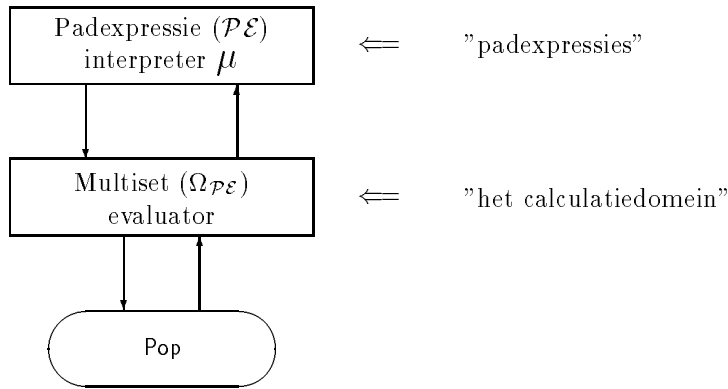 Padexpressie (𝒫ℰ) ⟸ "padexpressies"
interpreter μ
Multiset (Ω𝒫ℰ) ⟸ "het calculatiedomein"
evaluator
Pop